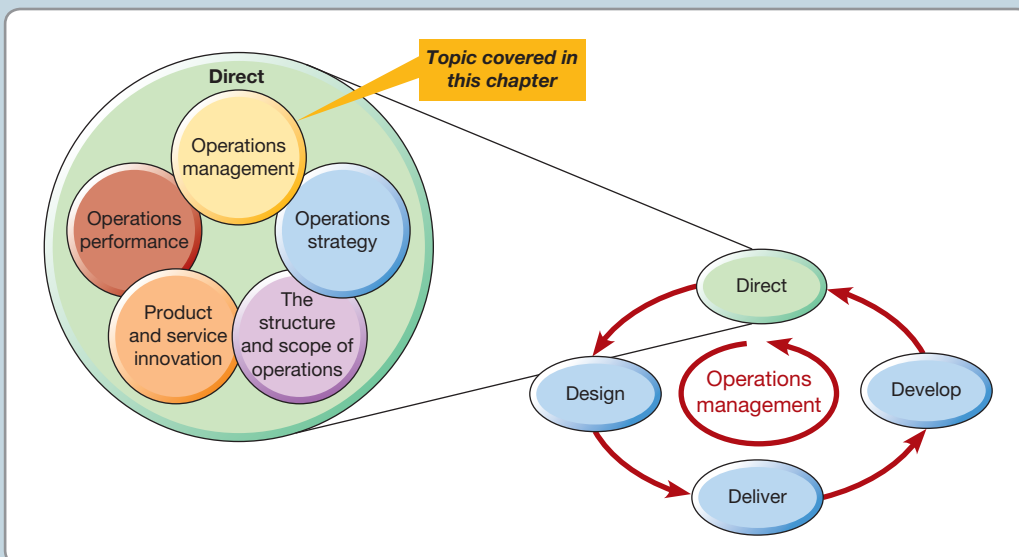 Direct
Topic covered in
this chapter
Operations
management
Operations
performance
Operations
strategy
Product
and service
innovation
The
structure
and scope of
operations
Direct
Design
Operations
management
Develop
Deliver